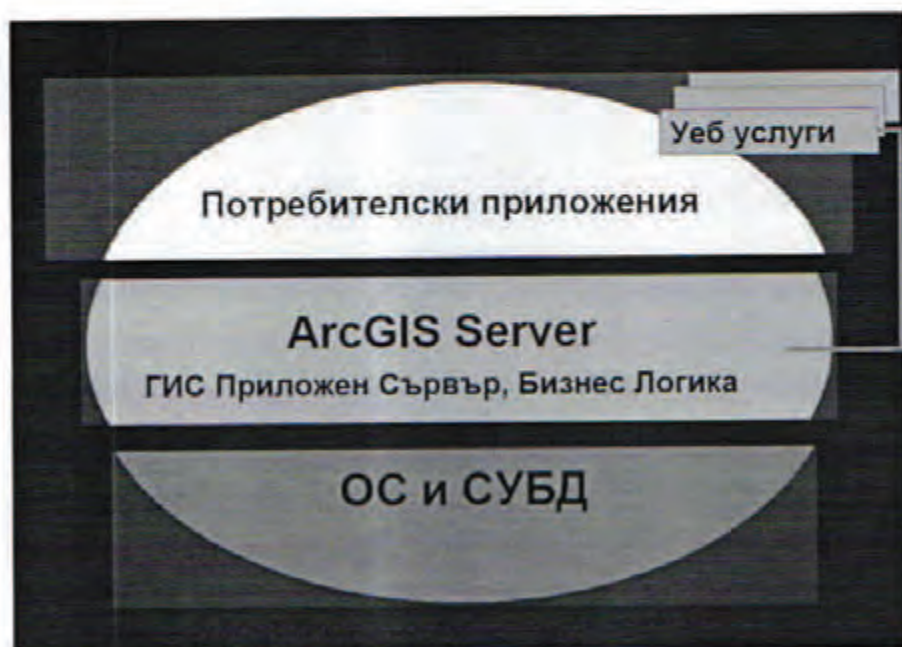 Уеб услуги
Потребителски приложения
ArcGIS Server
ГИС Приложен Сървър, Бизнес Логика
ОС и СУБД